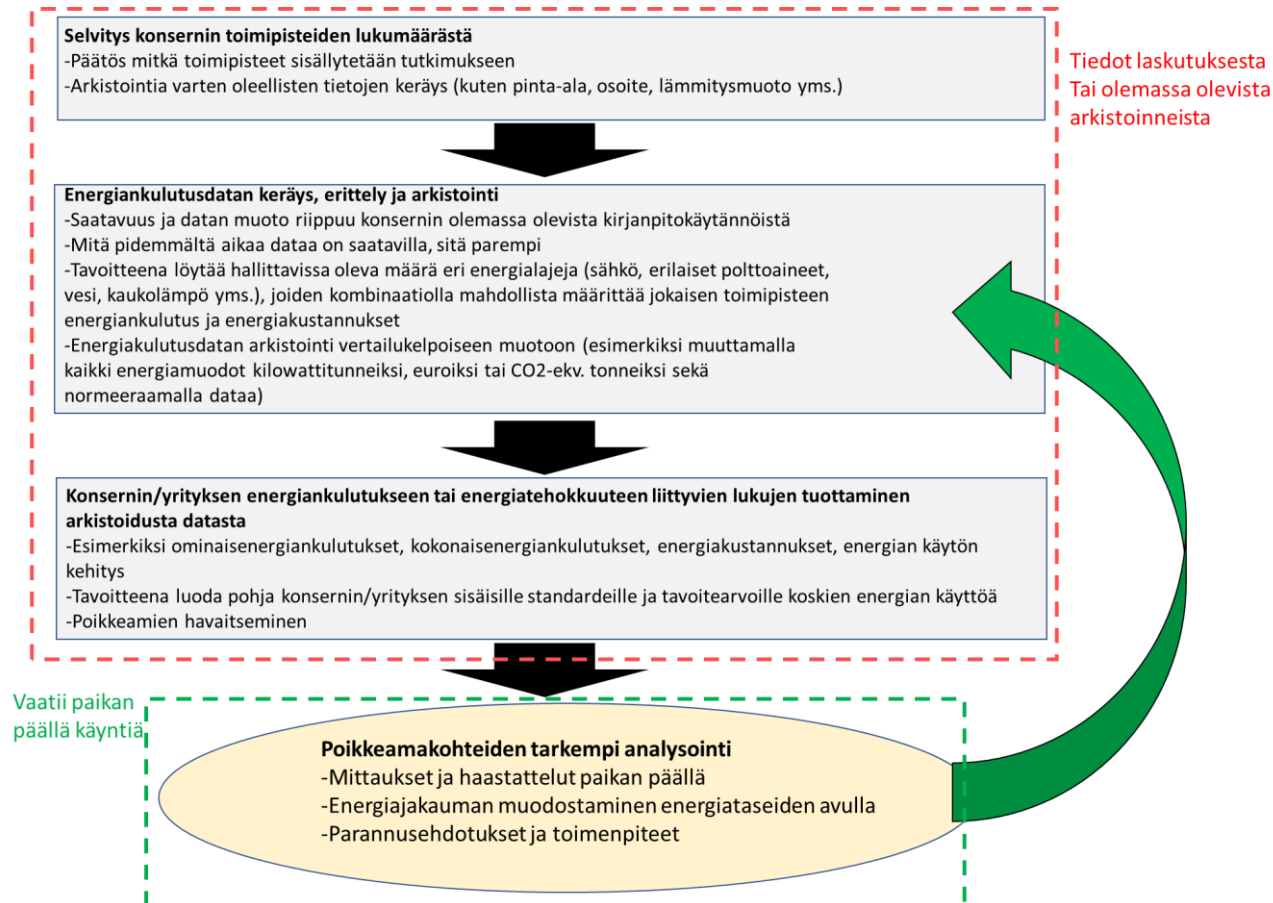 Selvitys konsernin toimipisteiden lukumäärästä
-Päätös mitkä toimipisteet sisällytetään tutkimukseen
-Arkistointia varten oleellisten tietojen keräys (kuten pinta-ala, osoite, lämmitysmuoto yms.)
Tiedot laskutuksesta
Tai olemassa olevista
arkistoinneista
Energiankulutusdatan keräys, erittely ja arkistointi
-Saatavuus ja datan muoto riippuu konsernin olemassa olevista kirjanpitokäytännöistä
-Mitä pidemmältä aikaa dataa on saatavilla, sitä parempi
-Tavoitteena löytää hallittavissa oleva määrä eri energialajeja (sähkö, erilaiset polttoaineet,
vesi, kaukolämpö yms.), joiden kombinaatiolla mahdollista määrittää jokaisen toimipisteen
energiankulutus ja energiakustannukset
-Energiakulutusdatan arkistointi vertailukelpoiseen muotoon (esimerkiksi muuttamalla
kaikki energiamuodot kilowattitunneiksi, euroiksi tai CO2-ekv. tonneiksi sekä
normeeraamalla dataa)
Konsernin/yrityksen energiankulutukseen tai energiatehokkuuteen liittyvien lukujen tuottaminen
arkistoidusta datasta
-Esimerkiksi ominaisenergiankulutukset, kokonaisenergiankulutukset, energiakustannukset, energian käytön
kehitys
-Tavoitteena luoda pohja konsernin/yrityksen sisäisille standardeille ja tavoitearvoille koskien energian käyttöä
-Poikkeamien havaitseminen
Vaatii paikan
päällä käyntiä
Poikkeamakohteiden tarkempi analysointi
-Mittaukset ja haastattelut paikan päällä
-Energiajakauman muodostaminen energiataseiden avulla
-Parannusehdotukset ja toimenpiteet